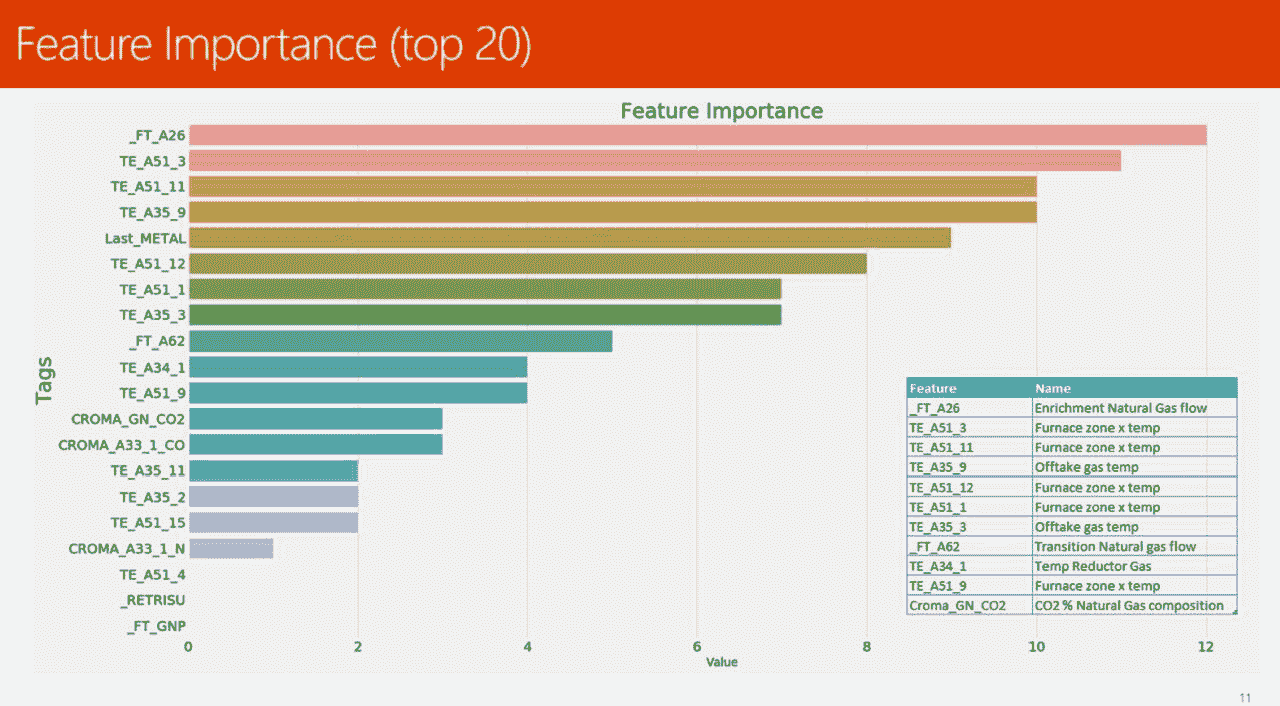 Feature Importance (top 20)
Feature Importance
_FT_A26
TE_A51_3
TE_A51_11
TE_A35_9
Last_METAL
TE_A51_12
TE_A51_1
TE_A35_3
_FT_A62
TE_A34_1
TE_A51_9
CROMA_GN_CO2
CROMA_A33_1_CO
TE_A35_11
TE_A35_2
TE_A51_15
CROMA_A33_1_N
TE_A51_4
_RETRISU
_FT_GNP
Tags
0 2 4 6 8 10 12
Value
Feature Name
_FT_A26 Enrichment Natural Gas flow
TE_A51_3 Furnace zone x temp
TE_A51_11 Furnace zone x temp
TE_A35_9 Offtake gas temp
TE_A51_12 Furnace zone x temp
TE_A51_1 Furnace zone x temp
TE_A35_3 Offtake gas temp
_FT_A62 Transition Natural gas flow
TE_A34_1 Temp Reductor Gas
TE_A51_9 Furnace zone x temp
Croma_GN_CO2 CO2 % Natural Gas composition
11